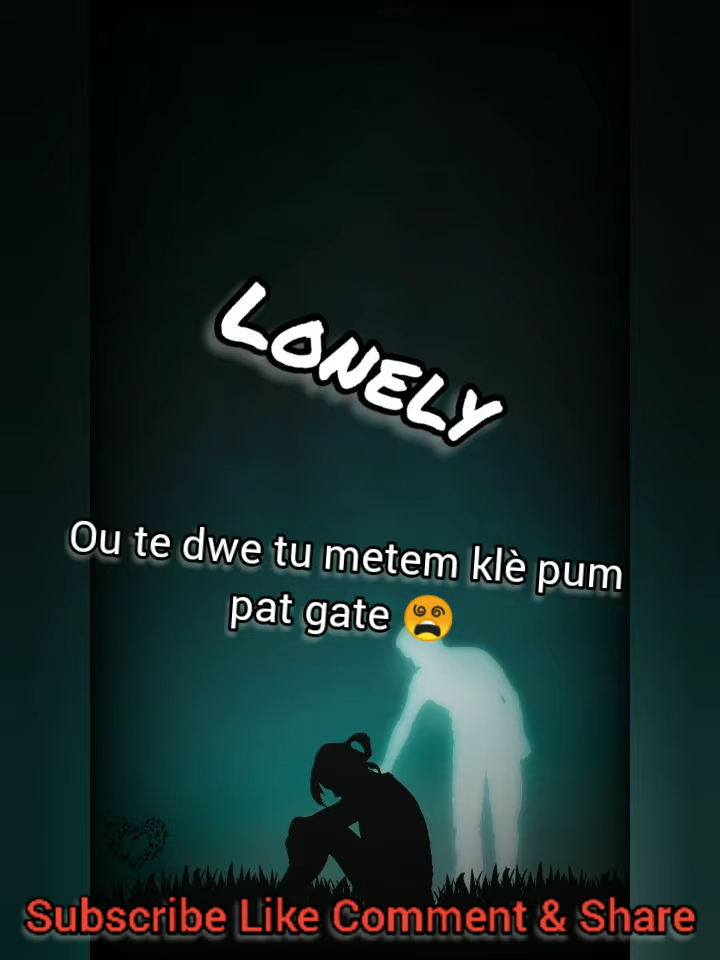 LONELY
Ou te dwe tu metem klè pum
pat gate 😵
Subscribe Like Comment & Share